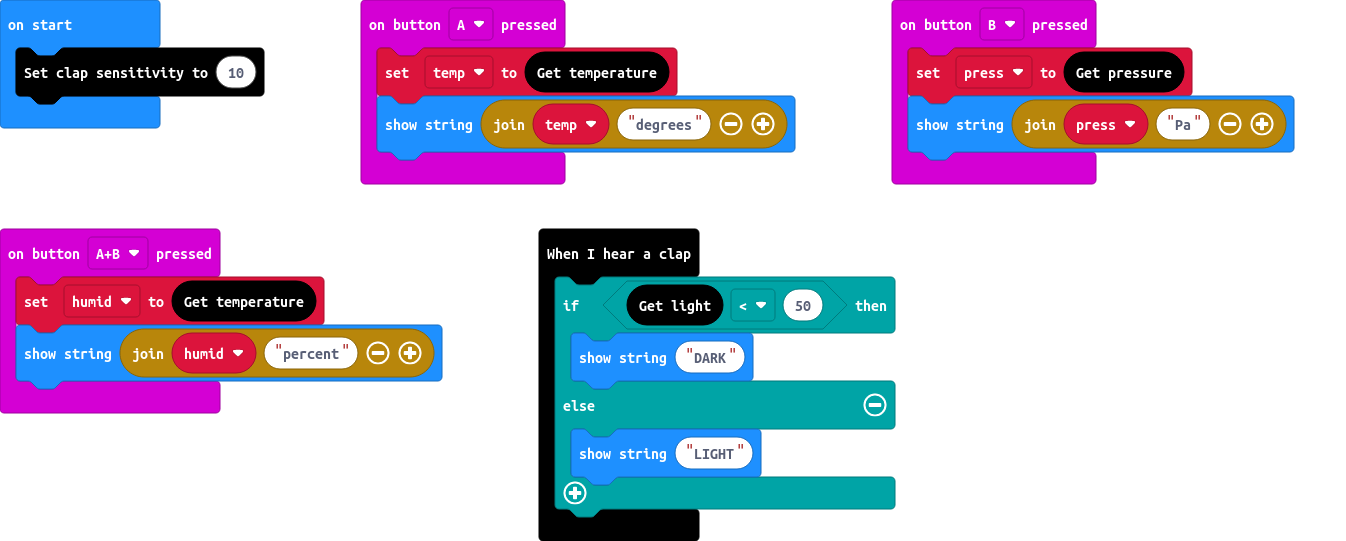 on start
Set clap sensitivity to 10
on button A pressed
set temp to Get temperature
show string join temp "degrees"
on button B pressed
set press to Get pressure
show string join press "Pa"
on button A+B pressed
set humid to Get temperature
show string join humid "percent"
When I hear a clap
if Get light < 50 then
show string "DARK"
else
show string "LIGHT"